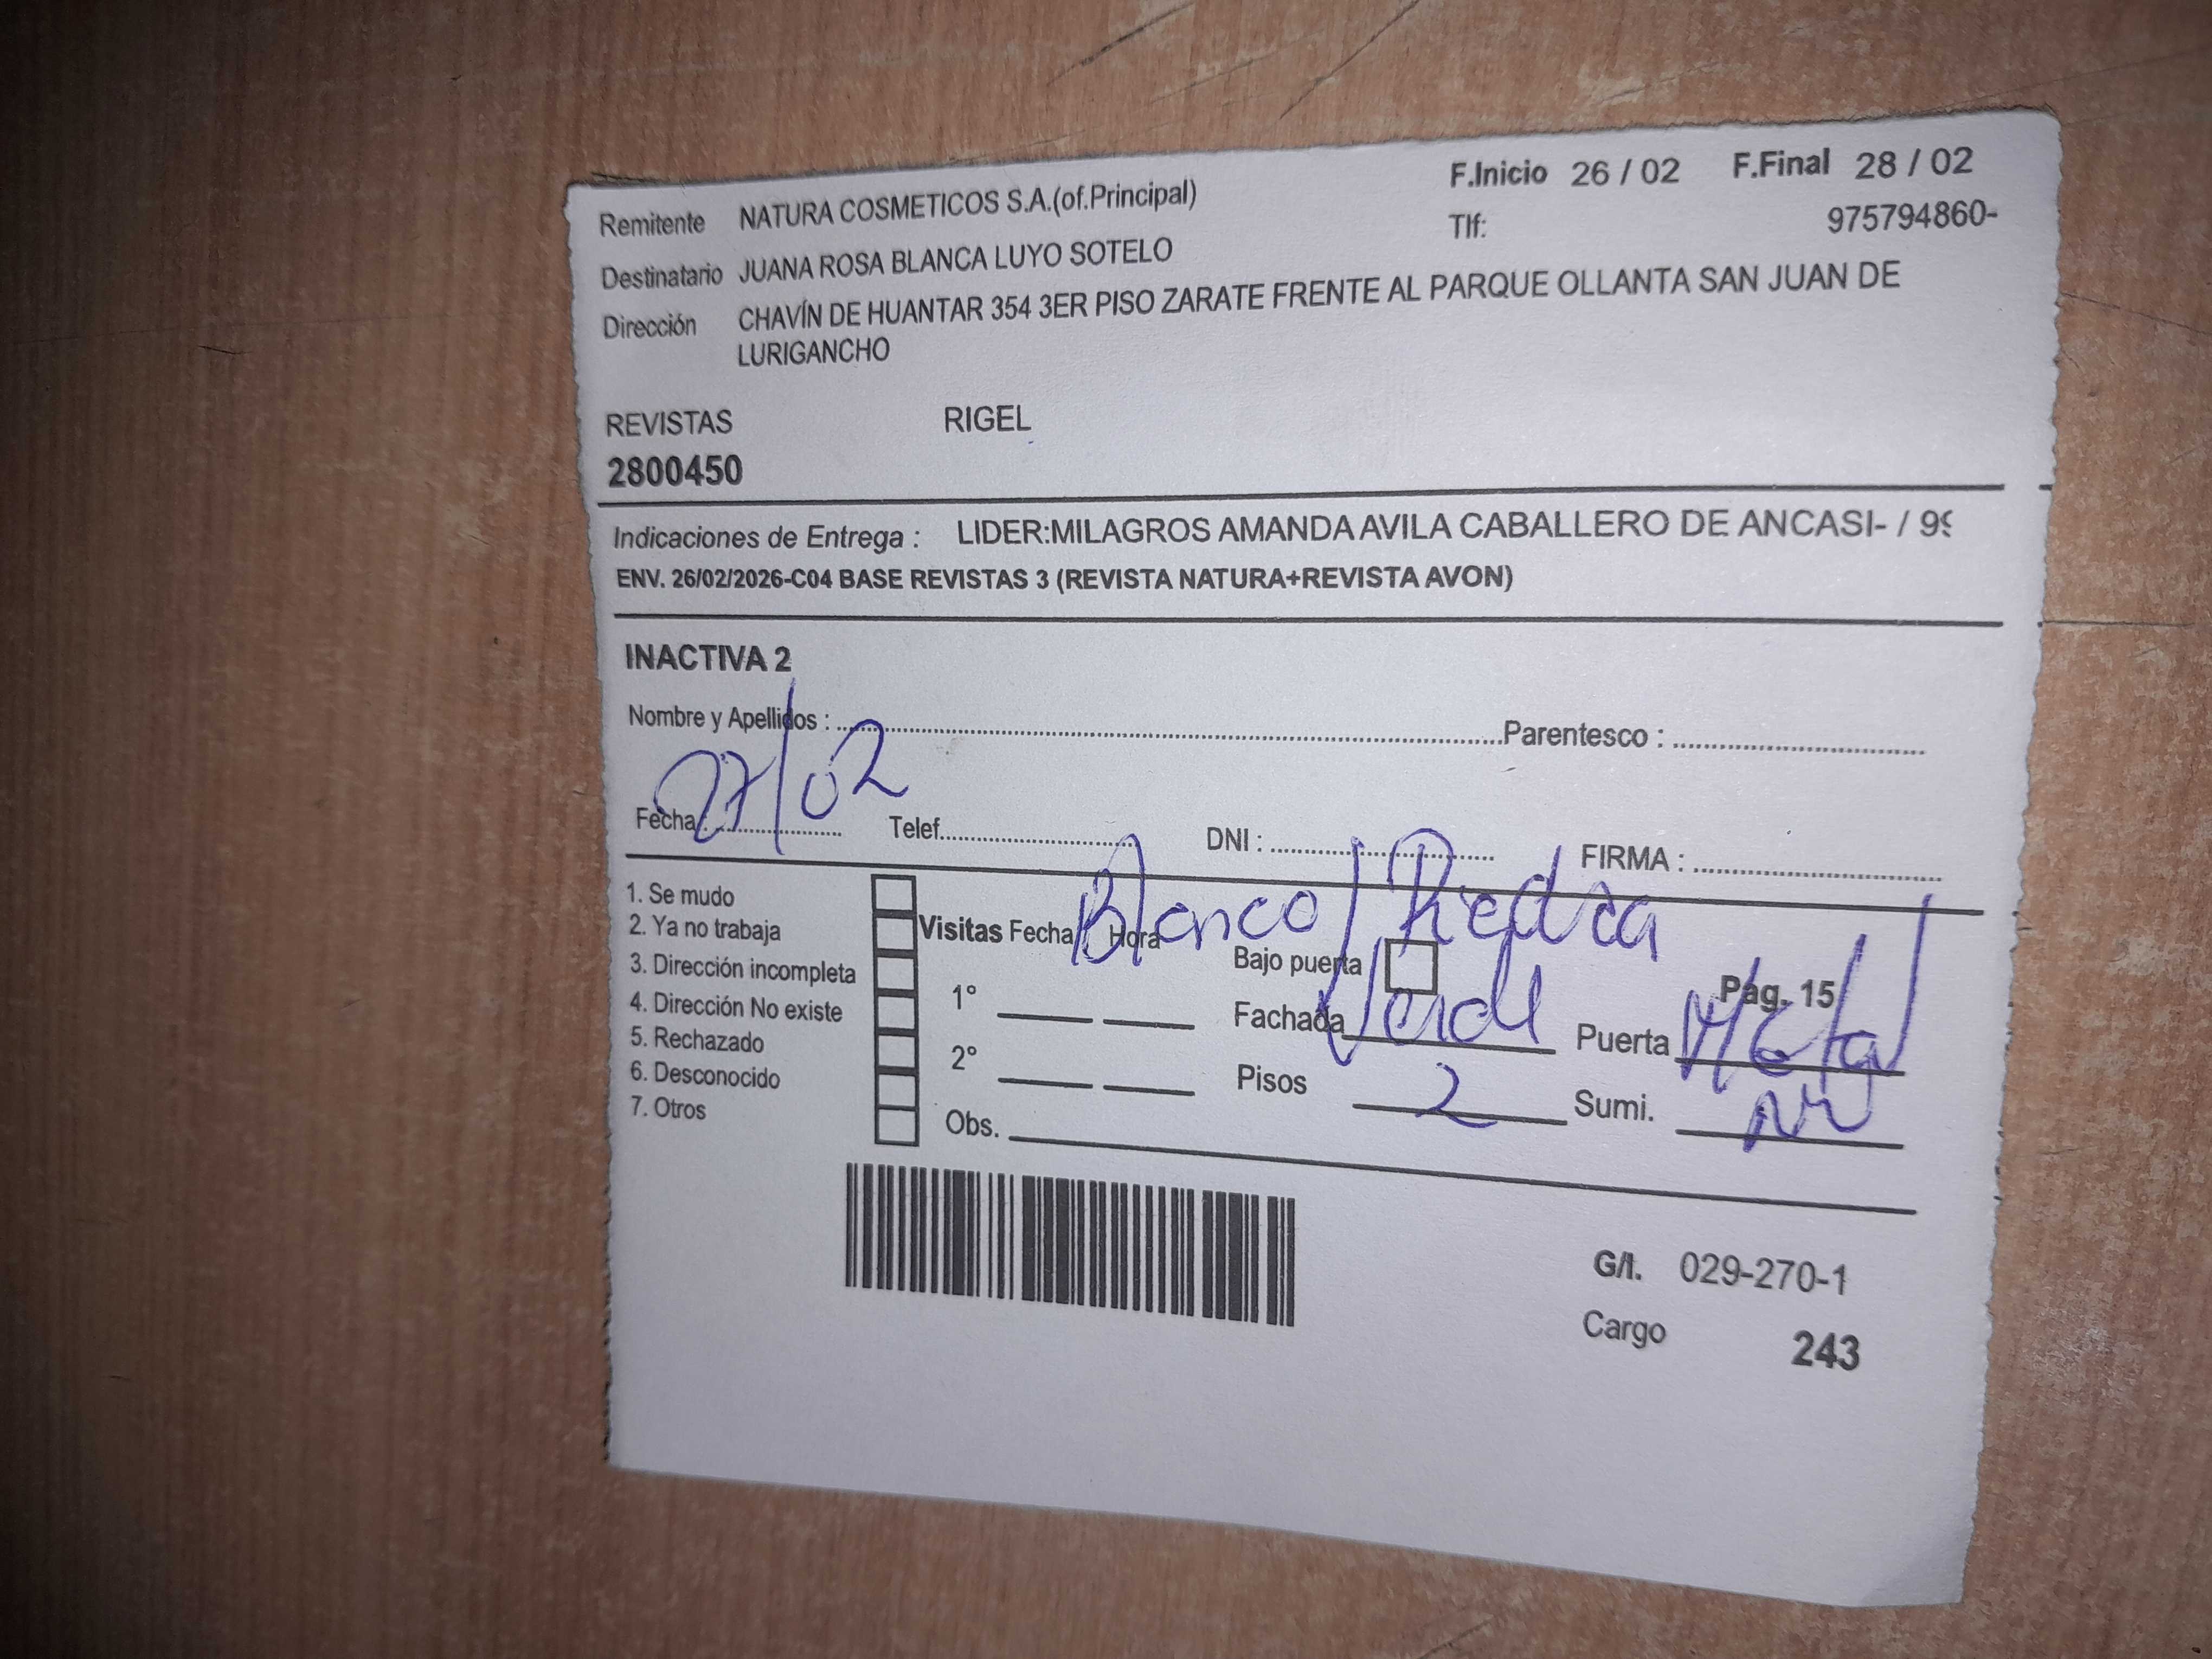 Remitente NATURA COSMETICOS S.A.(of.Principal) F.Inicio 26 / 02 F.Final 28 / 02
Destinatario JUANA ROSA BLANCA LUYO SOTELO Tlf: 975794860-
Dirección CHAVÍN DE HUANTAR 354 3ER PISO ZARATE FRENTE AL PARQUE OLLANTA SAN JUAN DE
LURIGANCHO
REVISTAS RIGEL
2800450
Indicaciones de Entrega : LIDER:MILAGROS AMANDA AVILA CABALLERO DE ANCASI- / 99
ENV. 26/02/2026-C04 BASE REVISTAS 3 (REVISTA NATURA+REVISTA AVON)
INACTIVA 2
Nombre y Apellidos : Parentesco :
Fecha: 27/02 Telef. DNI : FIRMA :
1. Se mudo
2. Ya no trabaja Visitas Fecha Hora Blanco/Piedra
3. Dirección incompleta Bajo puerta Pág. 15
4. Dirección No existe 1° Fachada Verde Puerta Metal
5. Rechazado
6. Desconocido 2° Pisos 2 Sumi.
7. Otros Obs.
G/I. 029-270-1
Cargo 243